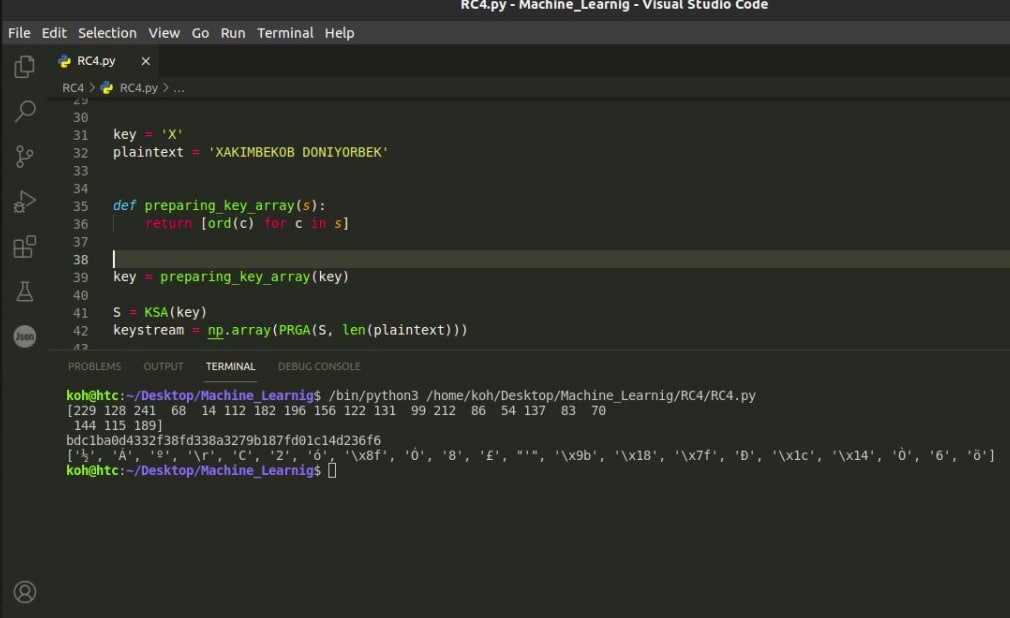 RC4.py - Machine_Learnig - Visual Studio Code
File Edit Selection View Go Run Terminal Help
RC4.py ×
RC4 > RC4.py > ...
29
30
31 key = 'X'
32 plaintext = 'XAKIMBEKOB DONIYORBEK'
33
34
35 def preparing_key_array(s):
36 return [ord(c) for c in s]
37
38
39 key = preparing_key_array(key)
40
41 S = KSA(key)
42 keystream = np.array(PRGA(S, len(plaintext)))
43
Json
PROBLEMS OUTPUT TERMINAL DEBUG CONSOLE
koh@htc:~/Desktop/Machine_Learnig$ /bin/python3 /home/koh/Desktop/Machine_Learnig/RC4/RC4.py
[229 128 241  68  14 112 182 196 156 122 131  99 212  86  54 137  83  70
 144 115 189]
bdc1ba0d4332f38fd338a3279b187fd01c14d236f6
['½', 'Á', 'º', '\r', 'C', '2', 'ó', '\x8f', 'Ó', '8', '£', "'", '\x9b', '\x18', '\x7f', 'Ð', '\x1c', '\x14', 'Ò', '6', 'ö']
koh@htc:~/Desktop/Machine_Learnig$